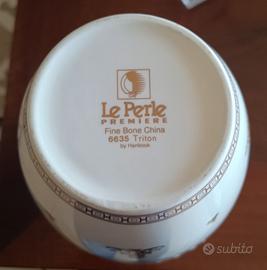 Le Perle
PREMIERE
Fine Bone China
6635 Triton
by Hankook
subito